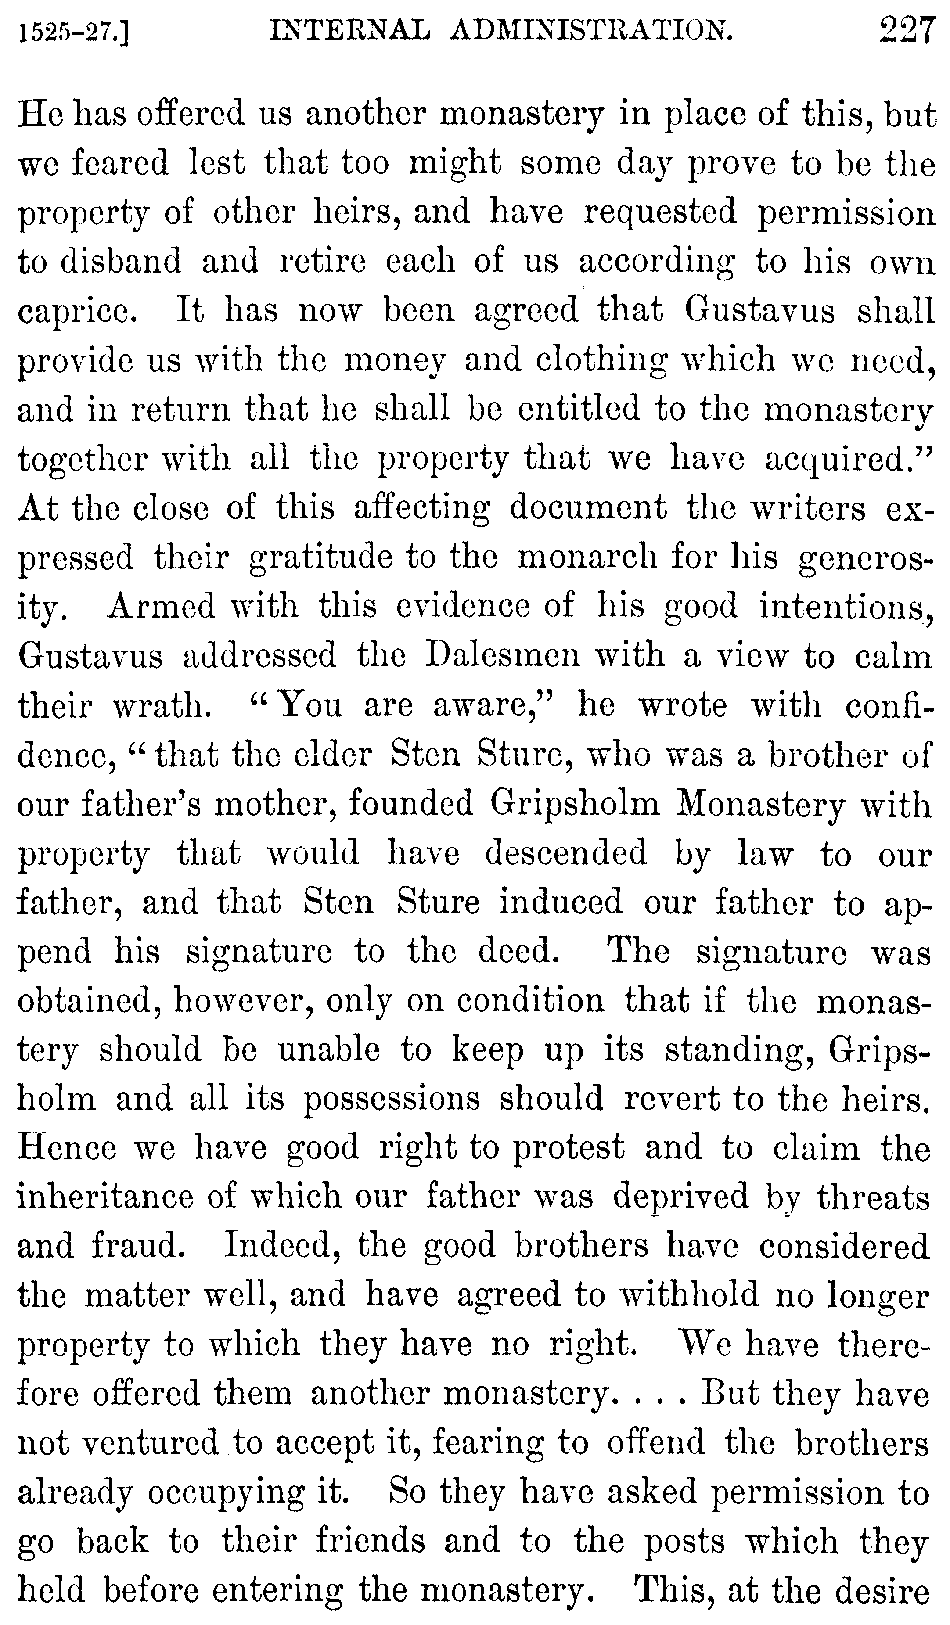 1525-27.] INTERNAL ADMINISTRATION. 227
He has offered us another monastery in place of this, but
we feared lest that too might some day prove to be the
property of other heirs, and have requested permission
to disband and retire each of us according to his own
caprice. It has now been agreed that Gustavus shall
provide us with the money and clothing which we need,
and in return that he shall be entitled to the monastery
together with all the property that we have acquired.”
At the close of this affecting document the writers ex-
pressed their gratitude to the monarch for his generos-
ity. Armed with this evidence of his good intentions,
Gustavus addressed the Dalesmen with a view to calm
their wrath. “You are aware,” he wrote with confi-
dence, “that the elder Sten Sture, who was a brother of
our father’s mother, founded Gripsholm Monastery with
property that would have descended by law to our
father, and that Sten Sture induced our father to ap-
pend his signature to the deed. The signature was
obtained, however, only on condition that if the monas-
tery should be unable to keep up its standing, Grips-
holm and all its possessions should revert to the heirs.
Hence we have good right to protest and to claim the
inheritance of which our father was deprived by threats
and fraud. Indeed, the good brothers have considered
the matter well, and have agreed to withhold no longer
property to which they have no right. We have there-
fore offered them another monastery. . . . But they have
not ventured to accept it, fearing to offend the brothers
already occupying it. So they have asked permission to
go back to their friends and to the posts which they
held before entering the monastery. This, at the desire